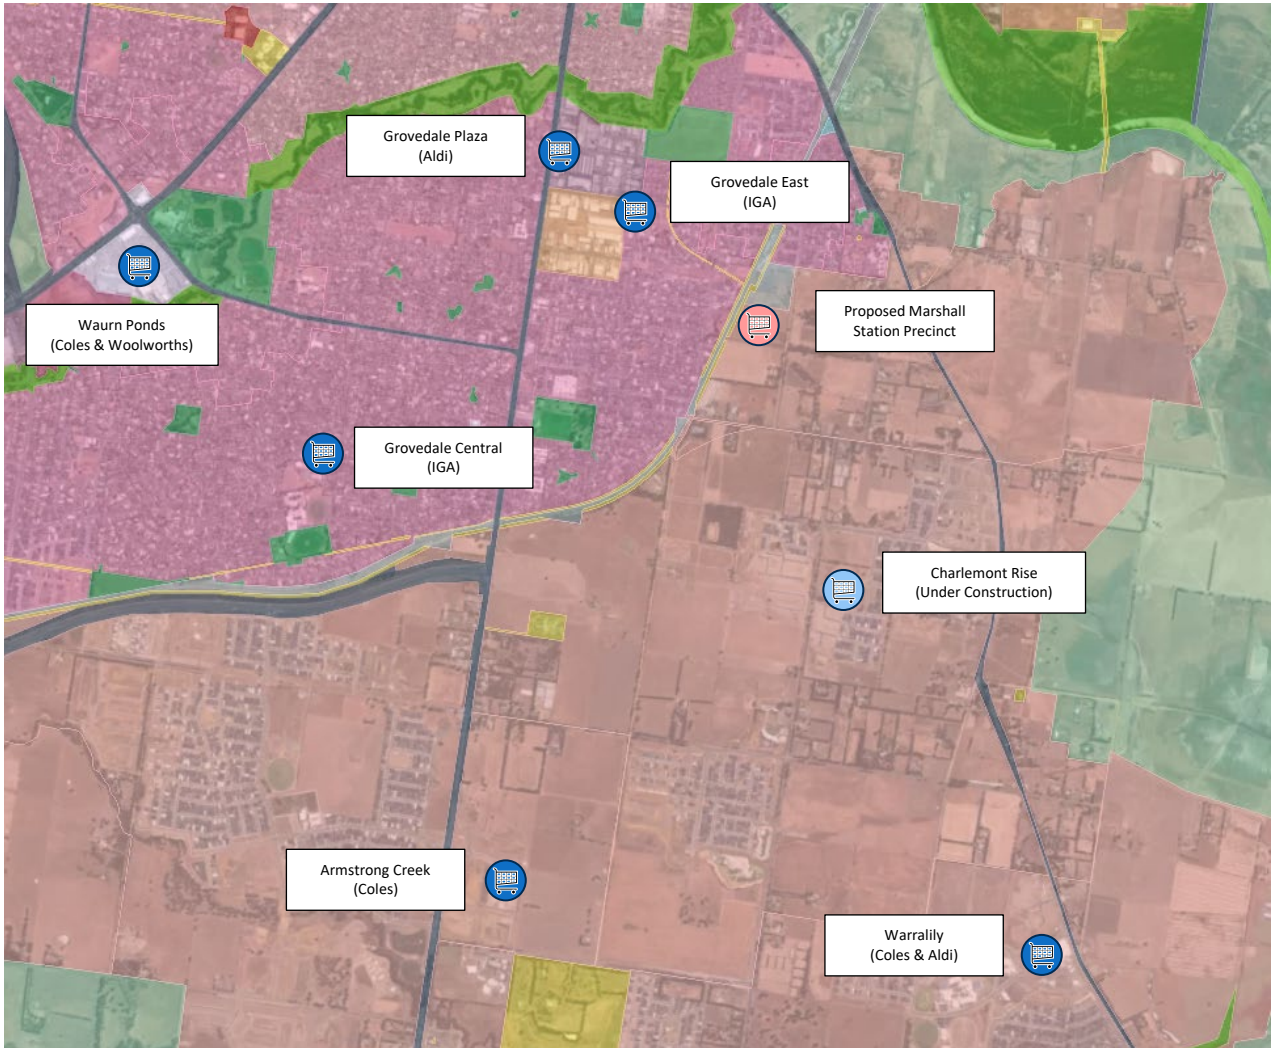 Grovedale Plaza
(Aldi)
Grovedale East
(IGA)
Waurn Ponds
(Coles & Woolworths)
Proposed Marshall
Station Precinct
Grovedale Central
(IGA)
Charlemont Rise
(Under Construction)
Armstrong Creek
(Coles)
Warralily
(Coles & Aldi)